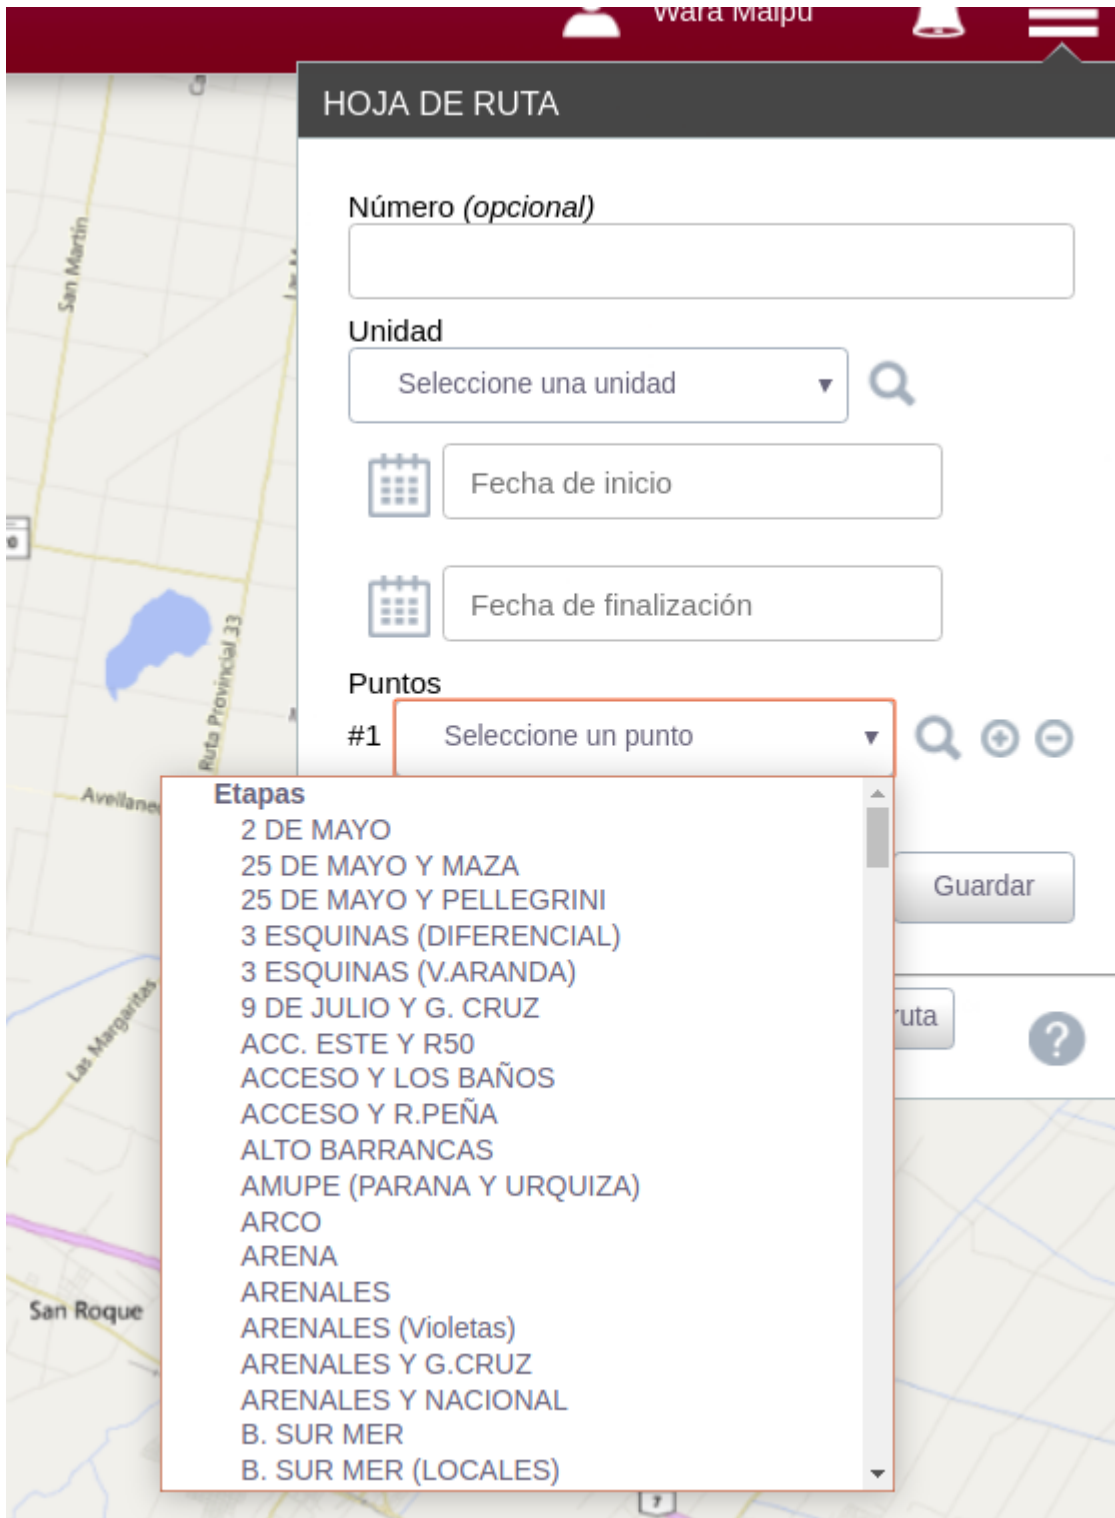 Wara Maipú
HOJA DE RUTA
Número (opcional)
Unidad
Seleccione una unidad
Fecha de inicio
Fecha de finalización
Puntos
#1 Seleccione un punto
Etapas
2 DE MAYO
25 DE MAYO Y MAZA
25 DE MAYO Y PELLEGRINI
3 ESQUINAS (DIFERENCIAL)
3 ESQUINAS (V.ARANDA)
9 DE JULIO Y G. CRUZ
ACC. ESTE Y R50
ACCESO Y LOS BAÑOS
ACCESO Y R.PEÑA
ALTO BARRANCAS
AMUPE (PARANA Y URQUIZA)
ARCO
ARENA
ARENALES
ARENALES (Violetas)
ARENALES Y G.CRUZ
ARENALES Y NACIONAL
B. SUR MER
B. SUR MER (LOCALES)
Guardar
ruta
?
San Martín
Ruta Provincial 33
Avellane
Las Margaritas
San Roque
7